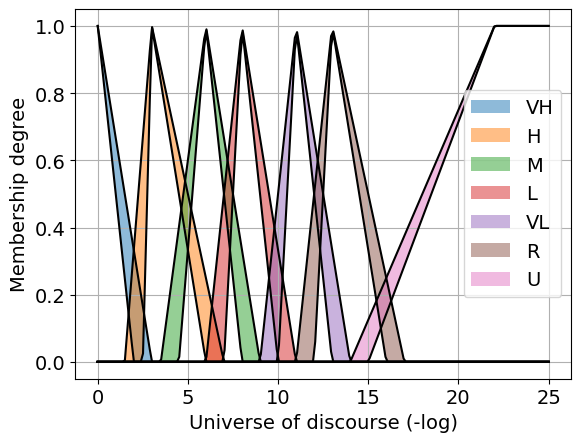 1.0
0.8
0.6
0.4
0.2
0.0
Membership degree
VH
H
M
L
VL
R
U
0 5 10 15 20 25
Universe of discourse (-log)